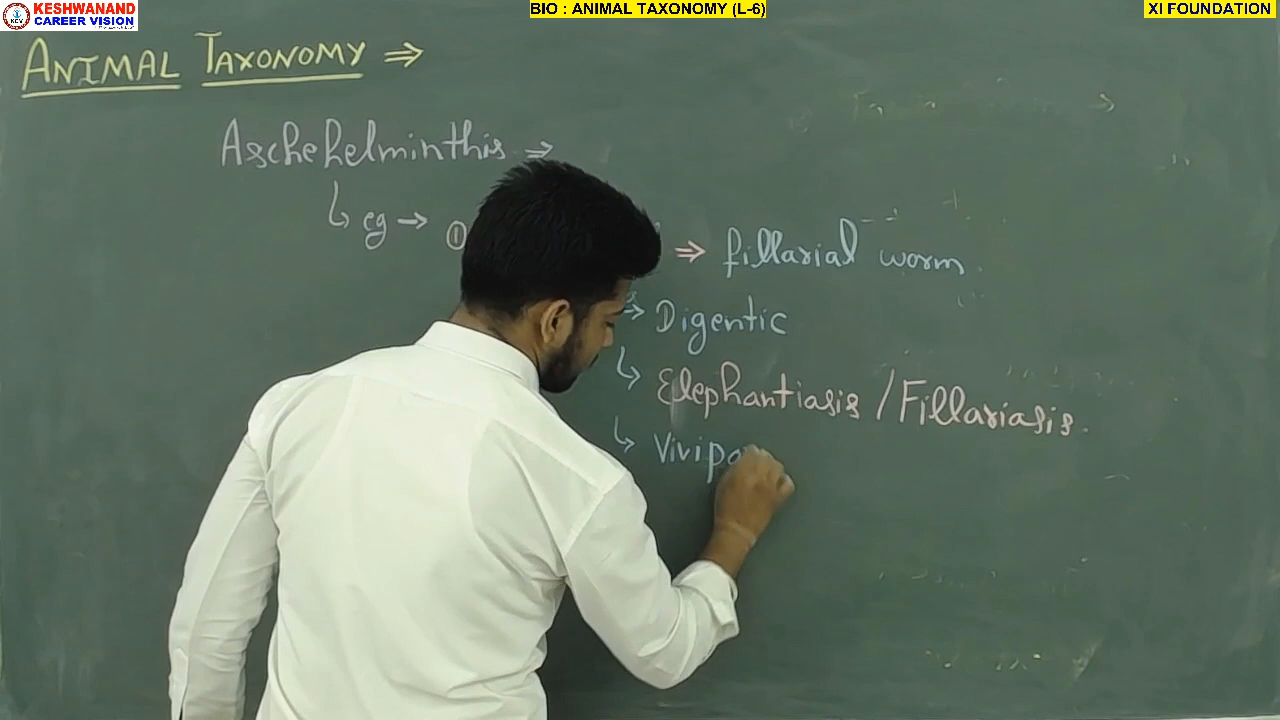 KESHWANAND
CAREER VISION
KCV
BIO : ANIMAL TAXONOMY (L-6)
XI FOUNDATION
ANIMAL TAXONOMY ⇒
Aschehelminthis ⇒
↳ eg → ① ⇒ fillarial worm
↳ Digentic
↳ Elephantiasis / Fillariasis.
↳ Vivipa